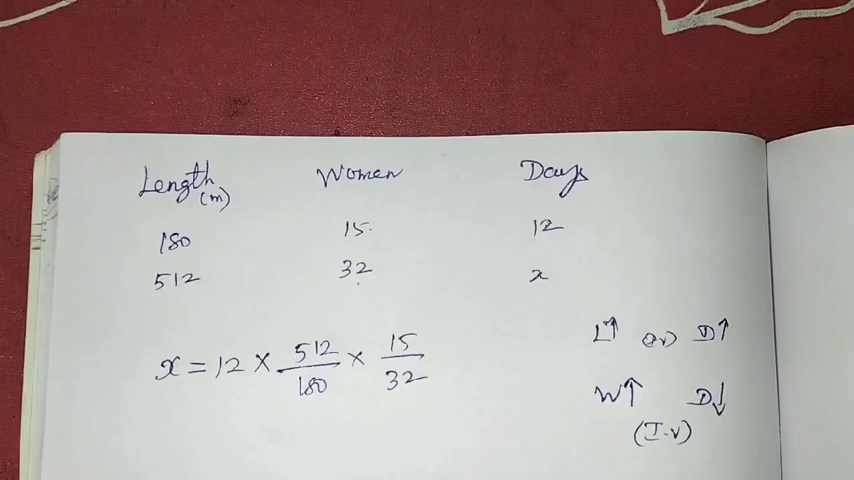 Length (m) Women Days
180 15 12
512 32 x
x = 12 × 512/180 × 15/32
L↑ (D.V) D↑
W↑ D↓
(I.V)